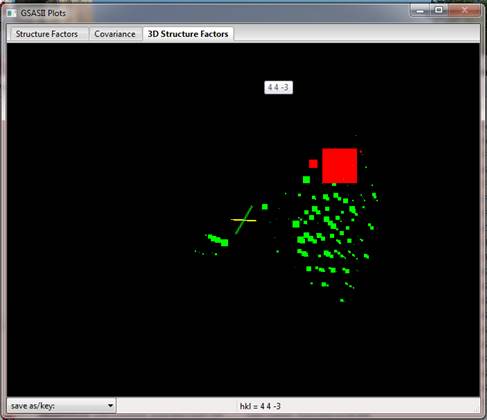 GSASII Plots
Structure Factors
Covariance
3D Structure Factors
4 4 -3
save as/key:
hkl = 4 4 -3